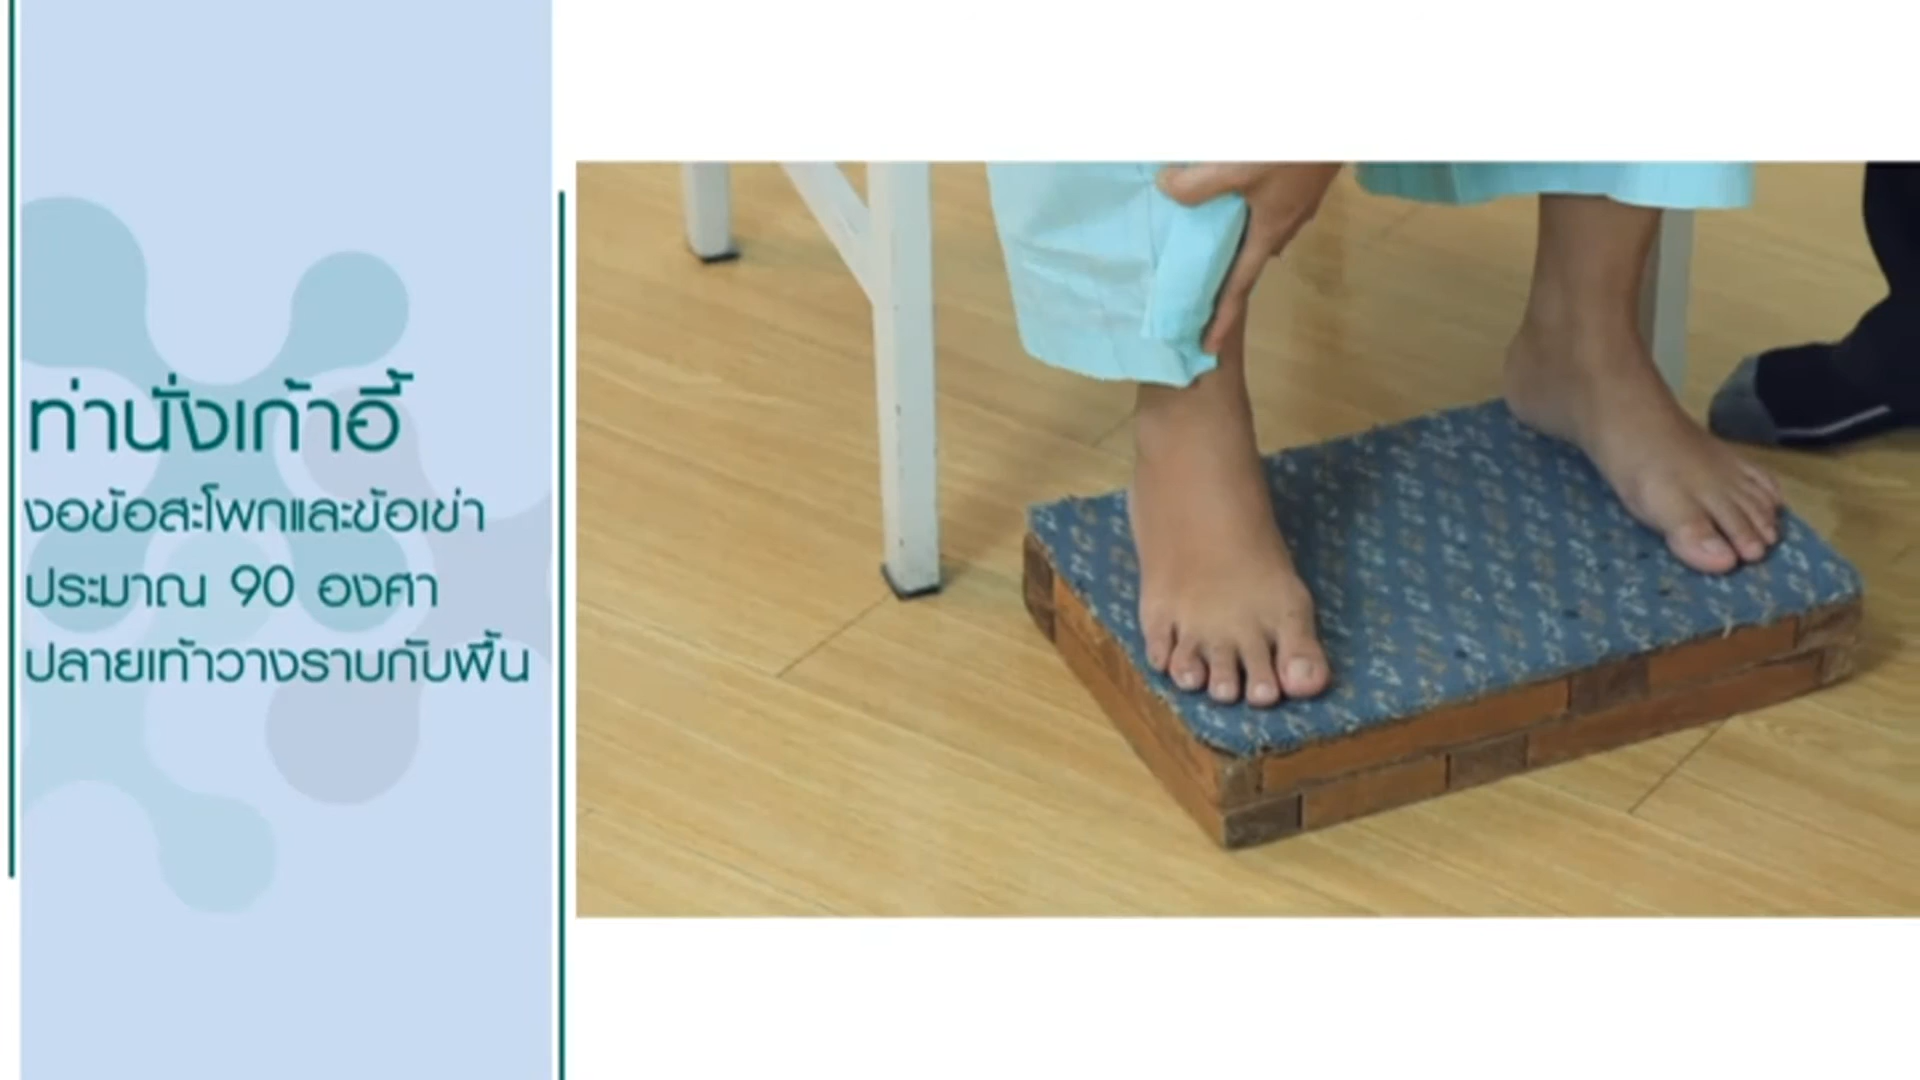 ท่านั่งเก้าอี้
งอข้อสะโพกและข้อเข่า
ประมาณ 90 องศา
ปลายเท้าวางราบกับพื้น